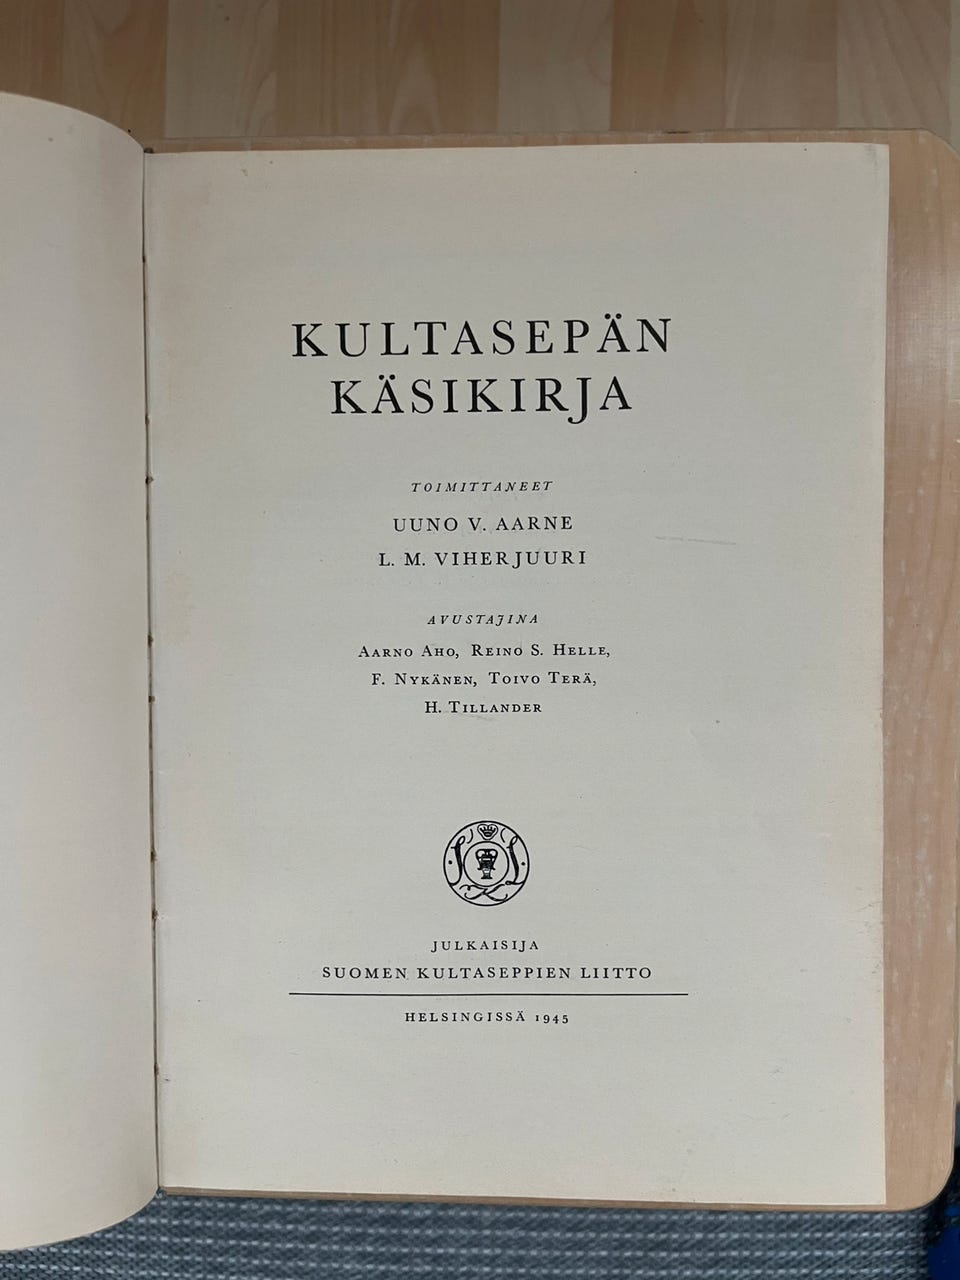 KULTASEPÄN
KÄSIKIRJA
TOIMITTANEET
UUNO V. AARNE
L. M. VIHERJUURI
AVUSTAJINA
AARNO AHO, REINO S. HELLE,
F. NYKÄNEN, TOIVO TERÄ,
H. TILLANDER
S K L
JULKAISIJA
SUOMEN KULTASEPPIEN LIITTO
HELSINGISSÄ 1945